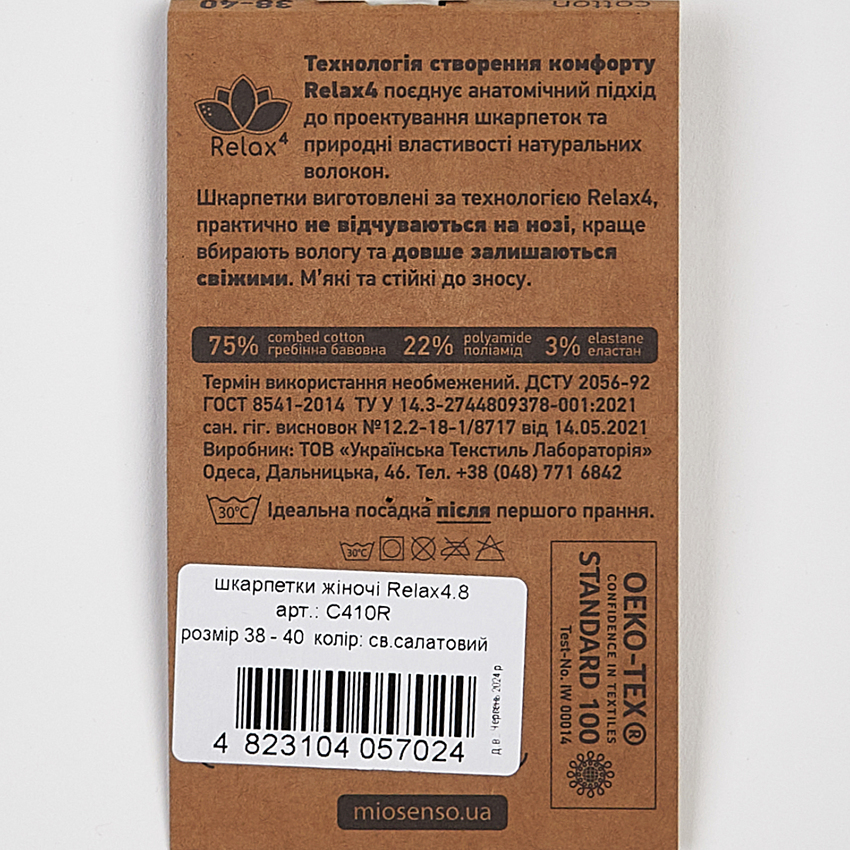 38-40
cotton
Технологія створення комфорту
Relax4 поєднує анатомічний підхід
до проектування шкарпеток та
природні властивості натуральних
волокон.
Relax⁴
Шкарпетки виготовлені за технологією Relax4,
практично не відчуваються на нозі, краще
вбирають вологу та довше залишаються
свіжими. М'які та стійкі до зносу.
75% combed cotton 22% polyamide 3% elastane
гребінна бавовна поліамід еластан
Термін використання необмежений. ДСТУ 2056-92
ГОСТ 8541-2014 ТУ У 14.3-2744809378-001:2021
сан. гіг. висновок №12.2-18-1/8717 від 14.05.2021
Виробник: ТОВ «Українська Текстиль Лабораторія»
Одеса, Дальницька, 46. Тел. +38 (048) 771 6842
30°C Ідеальна посадка після першого прання.
30°C
шкарпетки жіночі Relax4.8
арт.: C410R
розмір 38 - 40 колір: св.салатовий
д.в. Червень 2024 р
4 823104 057024
OEKO-TEX®
CONFIDENCE IN TEXTILES
STANDARD 100
Test-No. IW 00014
miosenso.ua